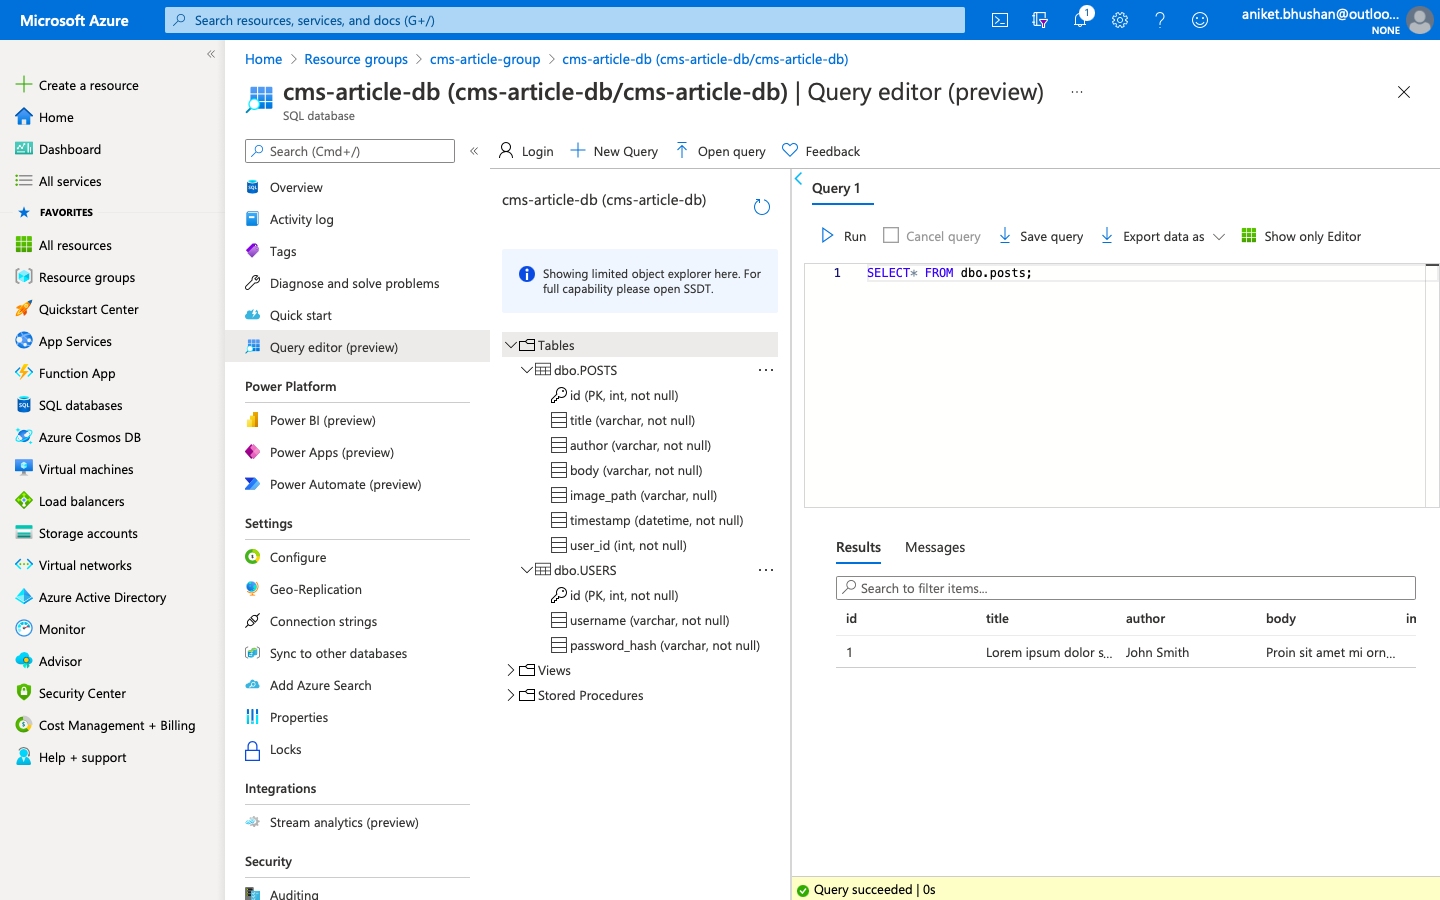 Microsoft Azure
Search resources, services, and docs (G+/)
1
aniket.bhushan@outloo...
NONE
«
Create a resource
Home
Dashboard
All services
FAVORITES
All resources
Resource groups
Quickstart Center
App Services
Function App
SQL databases
Azure Cosmos DB
Virtual machines
Load balancers
Storage accounts
Virtual networks
Azure Active Directory
Monitor
Advisor
Security Center
Cost Management + Billing
Help + support
Home > Resource groups > cms-article-group > cms-article-db (cms-article-db/cms-article-db)
cms-article-db (cms-article-db/cms-article-db) | Query editor (preview) ...
SQL database
Search (Cmd+/)
«
Overview
Activity log
Tags
Diagnose and solve problems
Quick start
Query editor (preview)
Power Platform
Power BI (preview)
Power Apps (preview)
Power Automate (preview)
Settings
Configure
Geo-Replication
Connection strings
Sync to other databases
Add Azure Search
Properties
Locks
Integrations
Stream analytics (preview)
Security
Auditing
Login
New Query
Open query
Feedback
cms-article-db (cms-article-db)
Showing limited object explorer here. For
full capability please open SSDT.
Tables
dbo.POSTS
id (PK, int, not null)
title (varchar, not null)
author (varchar, not null)
body (varchar, not null)
image_path (varchar, null)
timestamp (datetime, not null)
user_id (int, not null)
dbo.USERS
id (PK, int, not null)
username (varchar, not null)
password_hash (varchar, not null)
Views
Stored Procedures
Query 1
Run
Cancel query
Save query
Export data as
Show only Editor
1 SELECT* FROM dbo.posts;
Results
Messages
Search to filter items...
id title author body in
1 Lorem ipsum dolor s... John Smith Proin sit amet mi orn...
Query succeeded | 0s